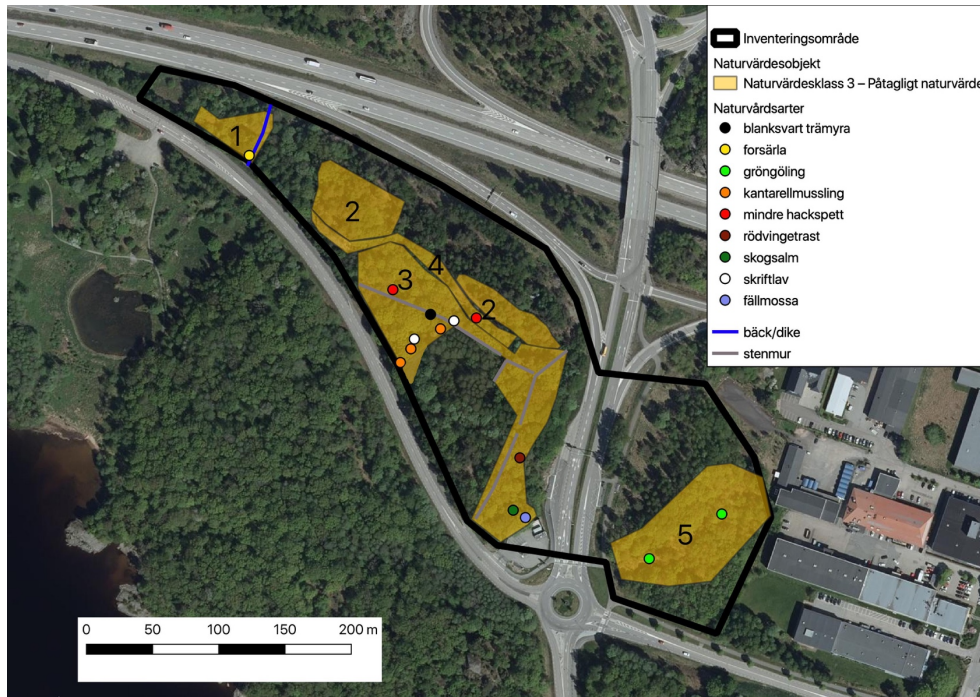 Inventeringsområde
Naturvärdesobjekt
Naturvärdesklass 3 – Påtagligt naturvärde
Naturvårdsarter
blanksvart trämyra
forsärla
gröngöling
kantarellmussling
mindre hackspett
rödvingetrast
skogsalm
skriftlav
fällmossa
bäck/dike
stenmur
1
2
3
4
2
5
0 50 100 150 200 m